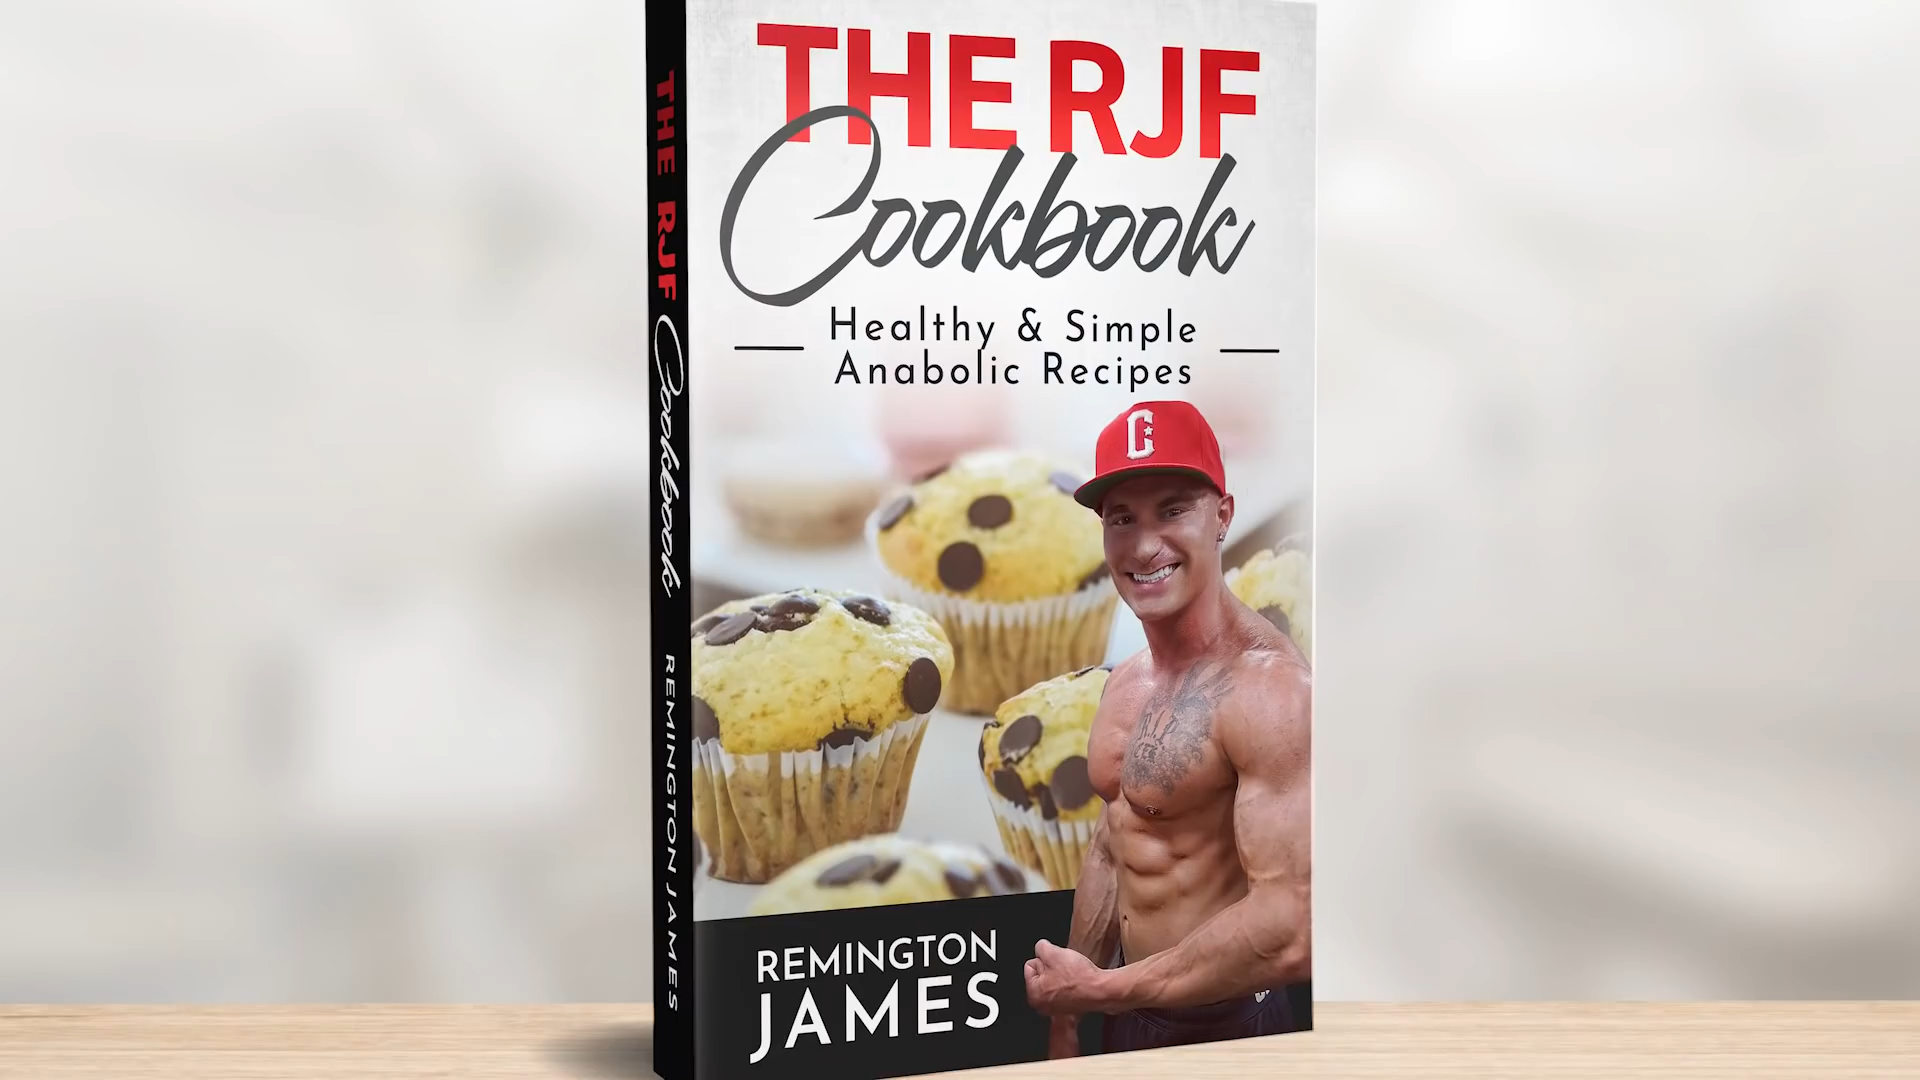 THE RJF
Cookbook
Healthy & Simple
Anabolic Recipes
C
R.I.P
REMINGTON
JAMES
THE RJF Cookbook REMINGTON JAMES